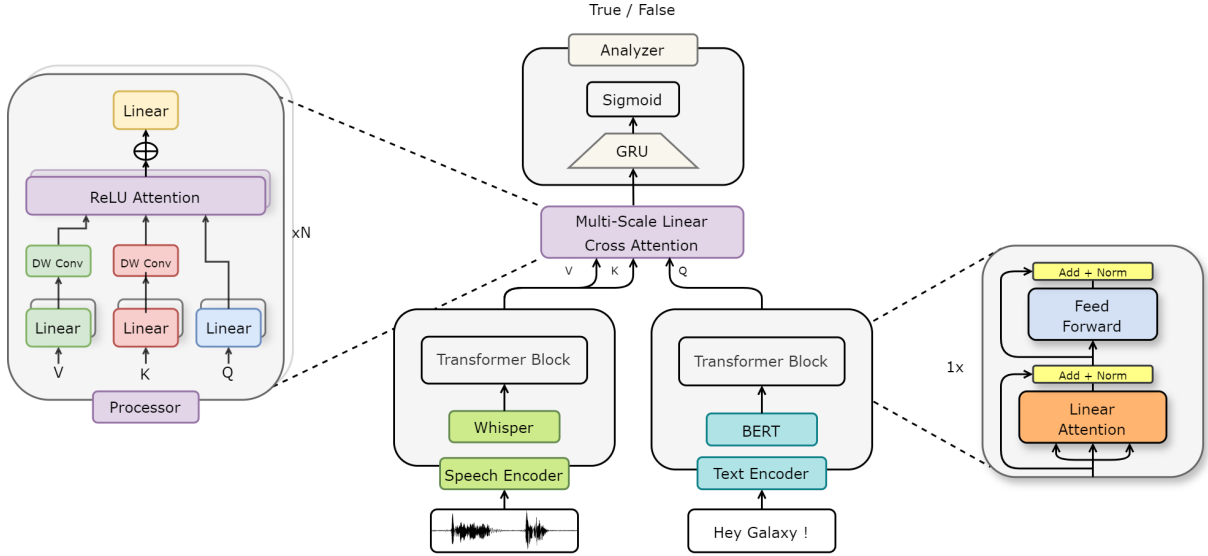 True / False
Analyzer
Sigmoid
GRU
Multi-Scale Linear
Cross Attention
V
K
Q
Linear
ReLU Attention
DW Conv
DW Conv
Linear
Linear
Linear
V
K
Q
xN
Processor
Transformer Block
Whisper
Speech Encoder
Transformer Block
BERT
Text Encoder
Hey Galaxy !
1x
Add + Norm
Feed
Forward
Add + Norm
Linear
Attention